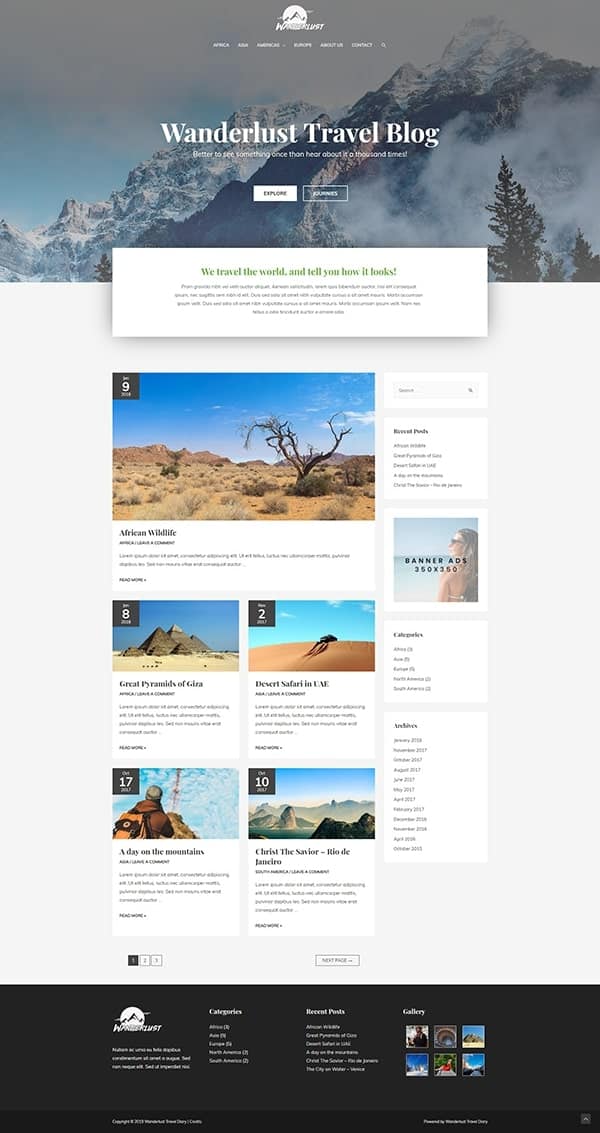 WANDERLUST
AFRICA ASIA AMERICAS EUROPE ABOUT US CONTACT
Wanderlust Travel Blog
Better to see something once than hear about it a thousand times!
EXPLORE JOURNIES
We travel the world, and tell you how it looks!
Proin gravida nibh vel velit auctor aliquet. Aenean sollicitudin, lorem quis bibendum auctor, nisi elit consequat
ipsum, nec sagittis sem nibh id elit. Duis sed odio sit amet nibh vulputate cursus a sit amet mauris. Morbi accumsan
ipsum velit. Duis sed odio sit amet nibh vulputate cursus a sit amet mauris. Morbi accumsan ipsum velit. Nam nec
tellus a odio tincidunt auctor a ornare odio.
Jan
9
2018
African Wildlife
AFRICA / LEAVE A COMMENT
Lorem ipsum dolor sit amet, consectetur adipiscing elit. Ut elit tellus, luctus nec ullamcorper mattis, pulvinar
dapibus leo. Sed non mauris vitae erat consequat auctor ...
READ MORE »
Jan
8
2018
Great Pyramids of Giza
AFRICA / LEAVE A COMMENT
Lorem ipsum dolor sit amet, consectetur adipiscing
elit. Ut elit tellus, luctus nec ullamcorper mattis,
pulvinar dapibus leo. Sed non mauris vitae erat
consequat auctor ...
READ MORE »
Nov
2
2017
Desert Safari in UAE
ASIA / LEAVE A COMMENT
Lorem ipsum dolor sit amet, consectetur adipiscing
elit. Ut elit tellus, luctus nec ullamcorper mattis,
pulvinar dapibus leo. Sed non mauris vitae erat
consequat auctor ...
READ MORE »
Oct
17
2017
A day on the mountains
ASIA / LEAVE A COMMENT
Lorem ipsum dolor sit amet, consectetur adipiscing
elit. Ut elit tellus, luctus nec ullamcorper mattis,
pulvinar dapibus leo. Sed non mauris vitae erat
consequat auctor ...
READ MORE »
Oct
10
2017
Christ The Savior – Rio de
Janeiro
SOUTH AMERICA / LEAVE A COMMENT
Lorem ipsum dolor sit amet, consectetur adipiscing
elit. Ut elit tellus, luctus nec ullamcorper mattis,
pulvinar dapibus leo. Sed non mauris vitae erat
consequat auctor ...
READ MORE »
1 2 3
NEXT PAGE →
Search ...
Recent Posts
African Wildlife
Great Pyramids of Giza
Desert Safari in UAE
A day on the mountains
Christ The Savior – Rio de Janeiro
BANNER ADS
350X350
Categories
Africa (3)
Asia (5)
Europe (5)
North America (2)
South America (2)
Archives
January 2018
November 2017
October 2017
August 2017
June 2017
May 2017
April 2017
February 2017
December 2016
November 2016
April 2016
October 2015
WANDERLUST
Nullam ac urna eu felis dapibus
condimentum sit amet a augue. Sed
non neque elit. Sed ut imperdiet nisi.
Categories
Africa (3)
Asia (5)
Europe (5)
North America (2)
South America (2)
Recent Posts
African Wildlife
Great Pyramids of Giza
Desert Safari in UAE
A day on the mountains
Christ The Savior – Rio de Janeiro
The City on Water – Venice
Gallery
Copyright © 2019 Wanderlust Travel Diary | Credits
Powered by Wanderlust Travel Diary